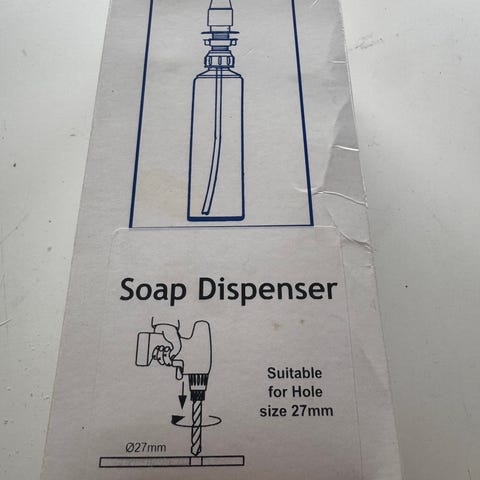 Soap Dispenser
Suitable
for Hole
size 27mm
Ø27mm